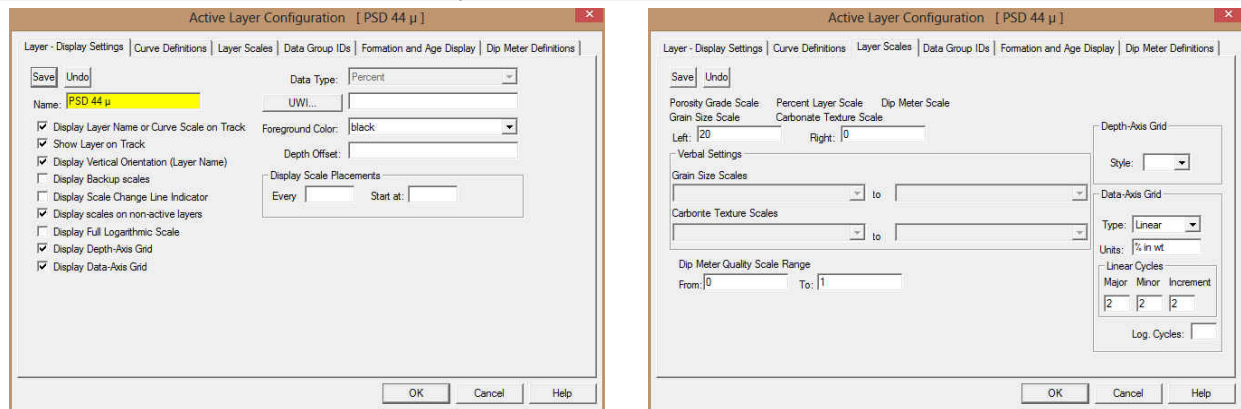 Active Layer Configuration [ PSD 44 µ ]
Layer - Display Settings Curve Definitions Layer Scales Data Group IDs Formation and Age Display Dip Meter Definitions
Save Undo
Data Type: Percent
Name: PSD 44 µ
UWI...
Display Layer Name or Curve Scale on Track
Foreground Color: black
Show Layer on Track
Depth Offset:
Display Vertical Orientation (Layer Name)
Display Backup scales
Display Scale Placements
Display Scale Change Line Indicator
Every Start at:
Display scales on non-active layers
Display Full Logarithmic Scale
Display Depth-Axis Grid
Display Data-Axis Grid
OK Cancel Help
Active Layer Configuration [ PSD 44 µ ]
Layer - Display Settings Curve Definitions Layer Scales Data Group IDs Formation and Age Display Dip Meter Definitions
Save Undo
Porosity Grade Scale Percent Layer Scale Dip Meter Scale
Grain Size Scale Carbonate Texture Scale
Left: 20 Right: 0
Verbal Settings
Grain Size Scales
to
Carbonte Texture Scales
to
Dip Meter Quality Scale Range
From: 0 To: 1
Depth-Axis Grid
Style:
Data-Axis Grid
Type: Linear
Units: % in wt
Linear Cycles
Major Minor Increment
2 2 2
Log. Cycles:
OK Cancel Help